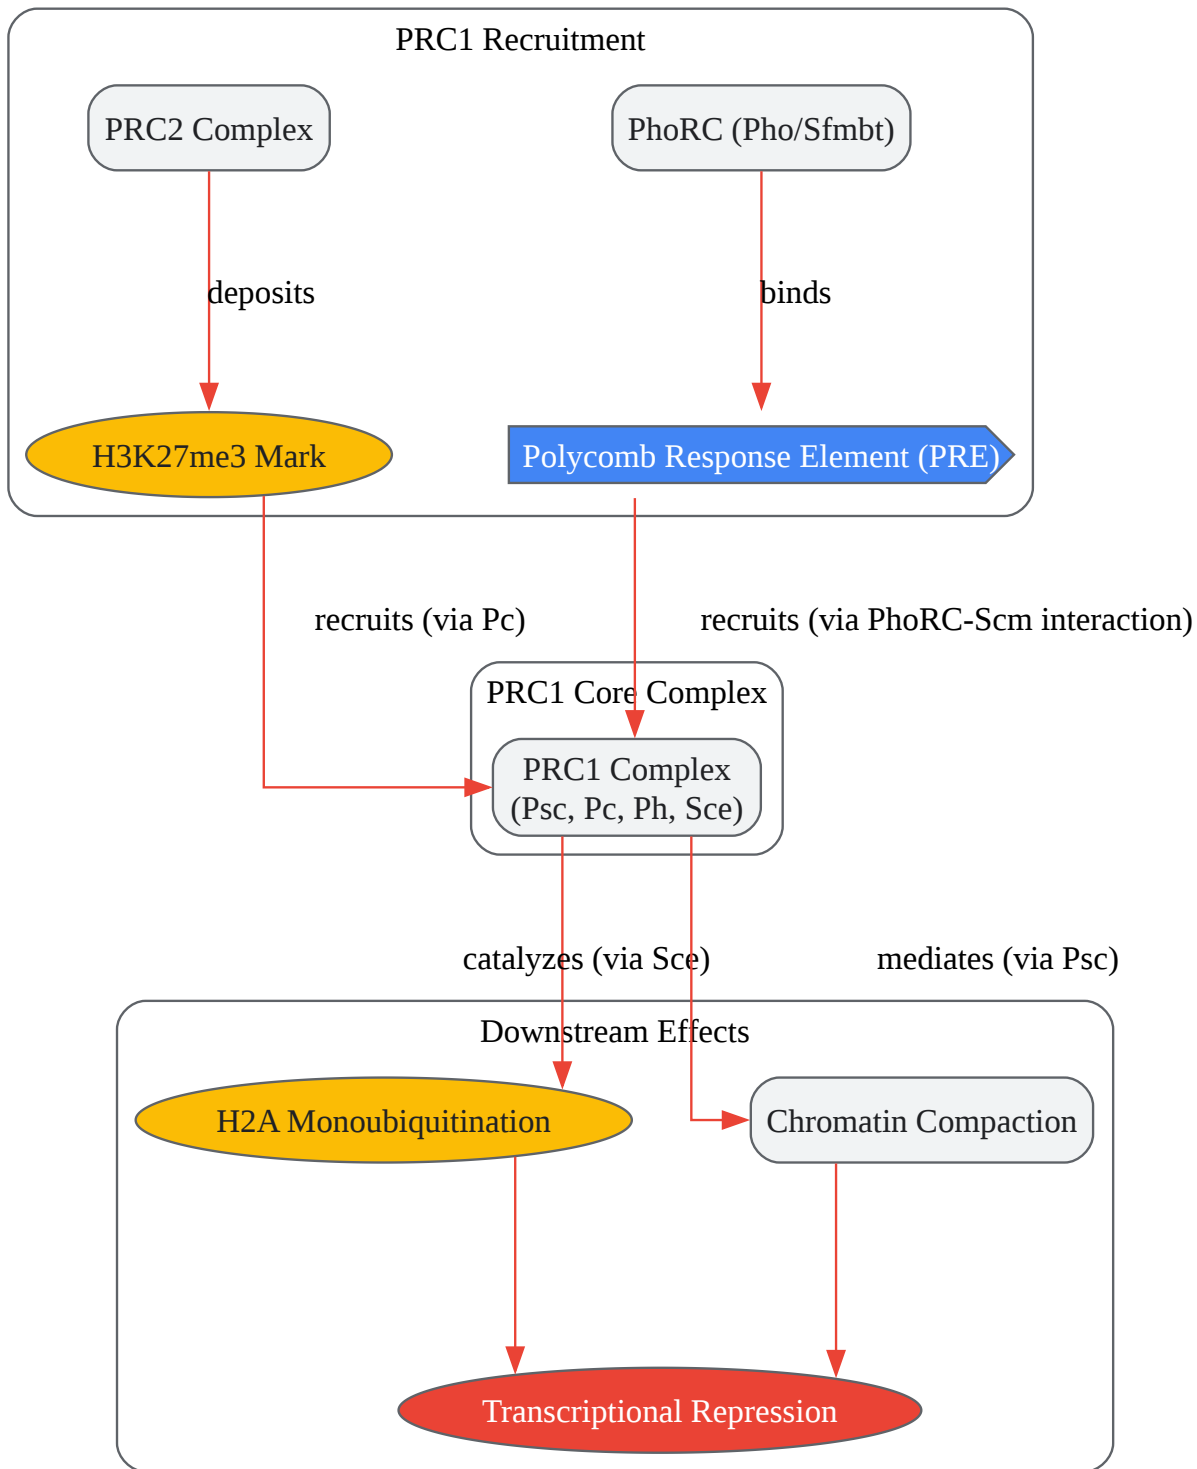 PRC1 Recruitment
PRC2 Complex
PhoRC (Pho/Sfmbt)
deposits
binds
H3K27me3 Mark
Polycomb Response Element (PRE)
recruits (via Pc)
recruits (via PhoRC-Scm interaction)
PRC1 Core Complex
PRC1 Complex
(Psc, Pc, Ph, Sce)
catalyzes (via Sce)
mediates (via Psc)
Downstream Effects
H2A Monoubiquitination
Chromatin Compaction
Transcriptional Repression